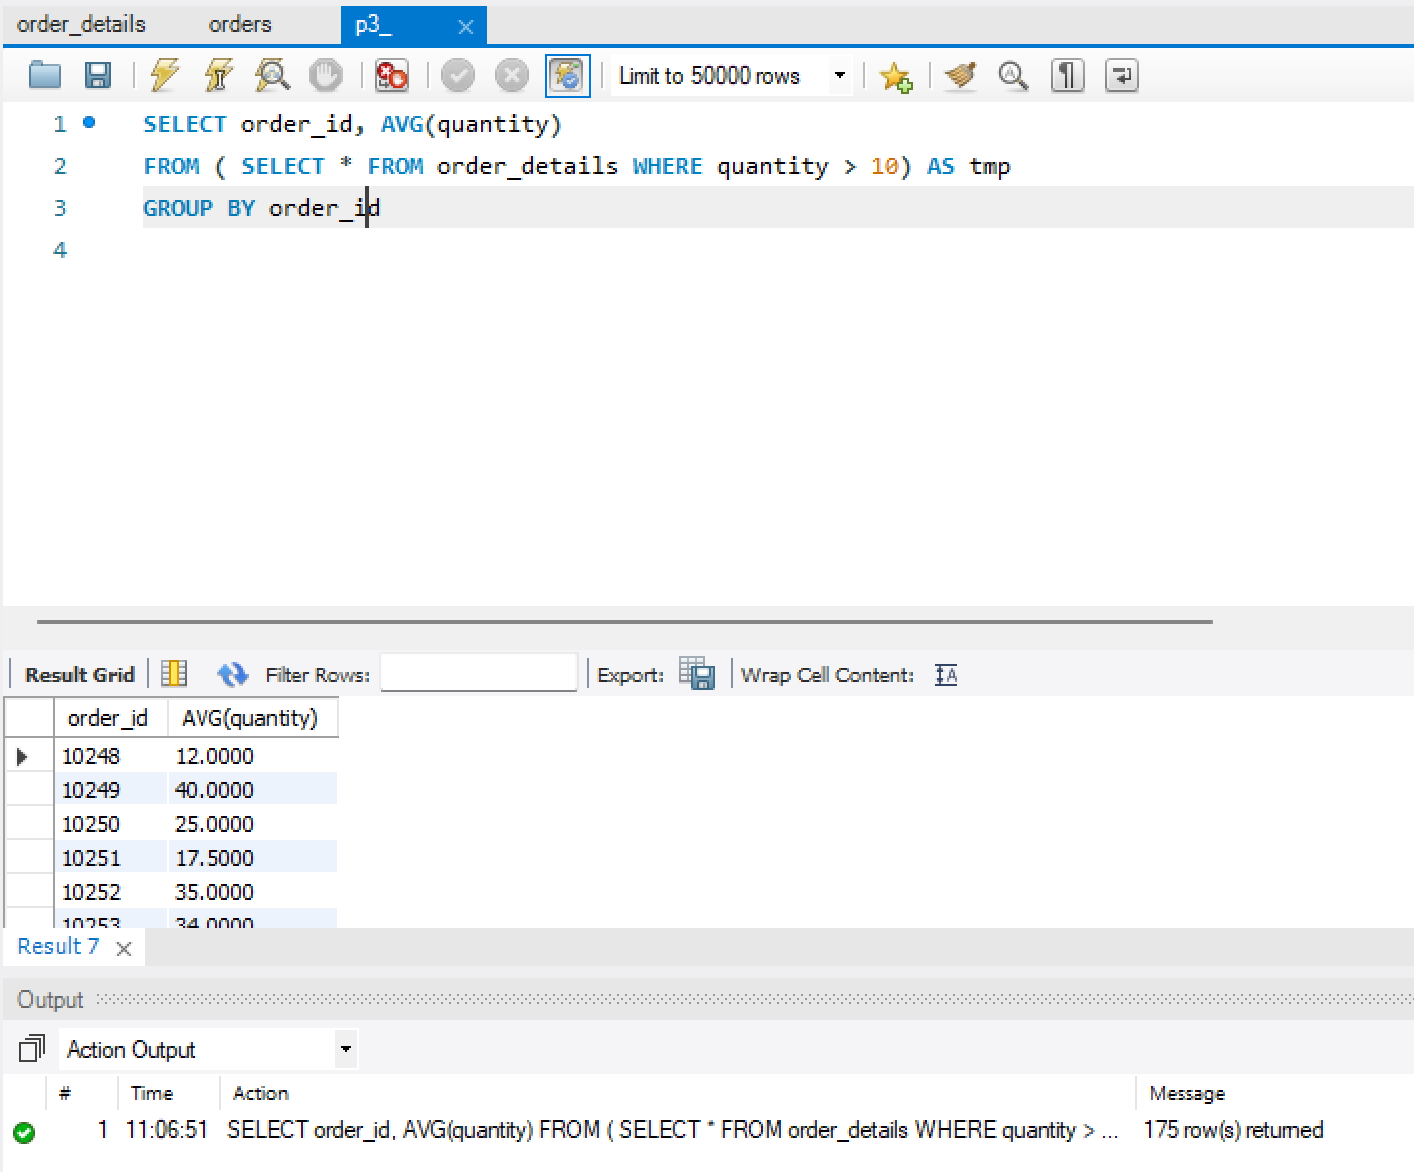 order_details orders p3_
Limit to 50000 rows
1 SELECT order_id, AVG(quantity)
2 FROM ( SELECT * FROM order_details WHERE quantity > 10) AS tmp
3 GROUP BY order_id
4
Result Grid Filter Rows: Export: Wrap Cell Content:
order_id AVG(quantity)
10248 12.0000
10249 40.0000
10250 25.0000
10251 17.5000
10252 35.0000
10253 34.0000
Result 7
Output
Action Output
# Time Action Message
1 11:06:51 SELECT order_id, AVG(quantity) FROM ( SELECT * FROM order_details WHERE quantity > ... 175 row(s) returned